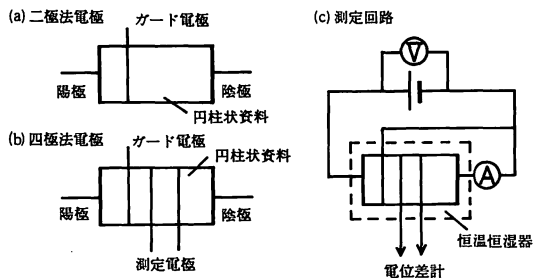 (a) 二極法電極
ガード電極
陽極
陰極
円柱状資料
(b) 四極法電極
ガード電極
円柱状資料
陽極
陰極
測定電極
(c) 測定回路
V
A
恒温恒湿器
電位差計